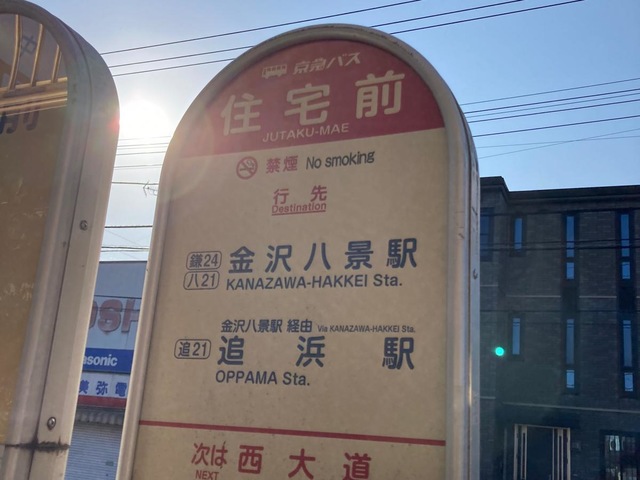 京急バス
住宅前
JUTAKU-MAE
禁煙 No smoking
行先
Destination
鎌24
八21
金沢八景駅
KANAZAWA-HAKKEI Sta.
金沢八景駅 経由 Via KANAZAWA-HAKKEI Sta.
追21
追浜駅
OPPAMA Sta.
次は 西大道
NEXT
前
OSH
asonic
美弥電